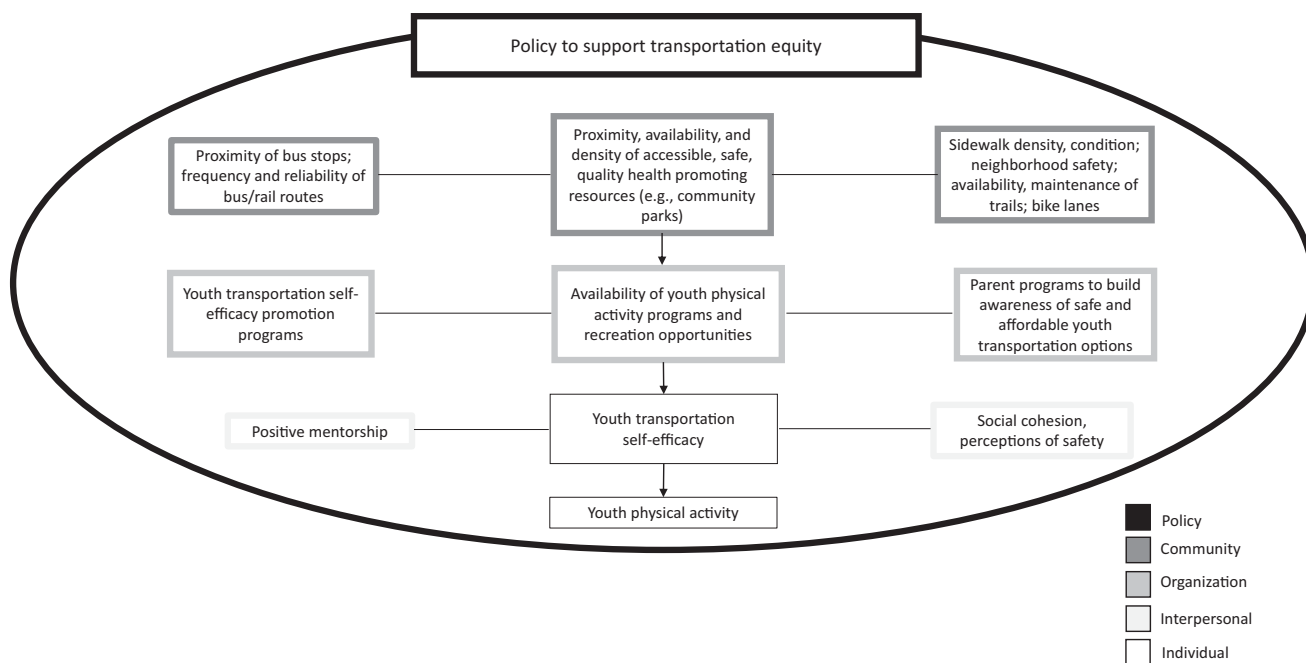 Policy to support transportation equity
Proximity of bus stops;
frequency and reliability of
bus/rail routes
Proximity, availability, and
density of accessible, safe,
quality health promoting
resources (e.g., community
parks)
Sidewalk density, condition;
neighborhood safety;
availability, maintenance of
trails; bike lanes
Youth transportation self-
efficacy promotion
programs
Availability of youth physical
activity programs and
recreation opportunities
Parent programs to build
awareness of safe and
affordable youth
transportation options
Positive mentorship
Youth transportation
self-efficacy
Social cohesion,
perceptions of safety
Youth physical activity
Policy
Community
Organization
Interpersonal
Individual